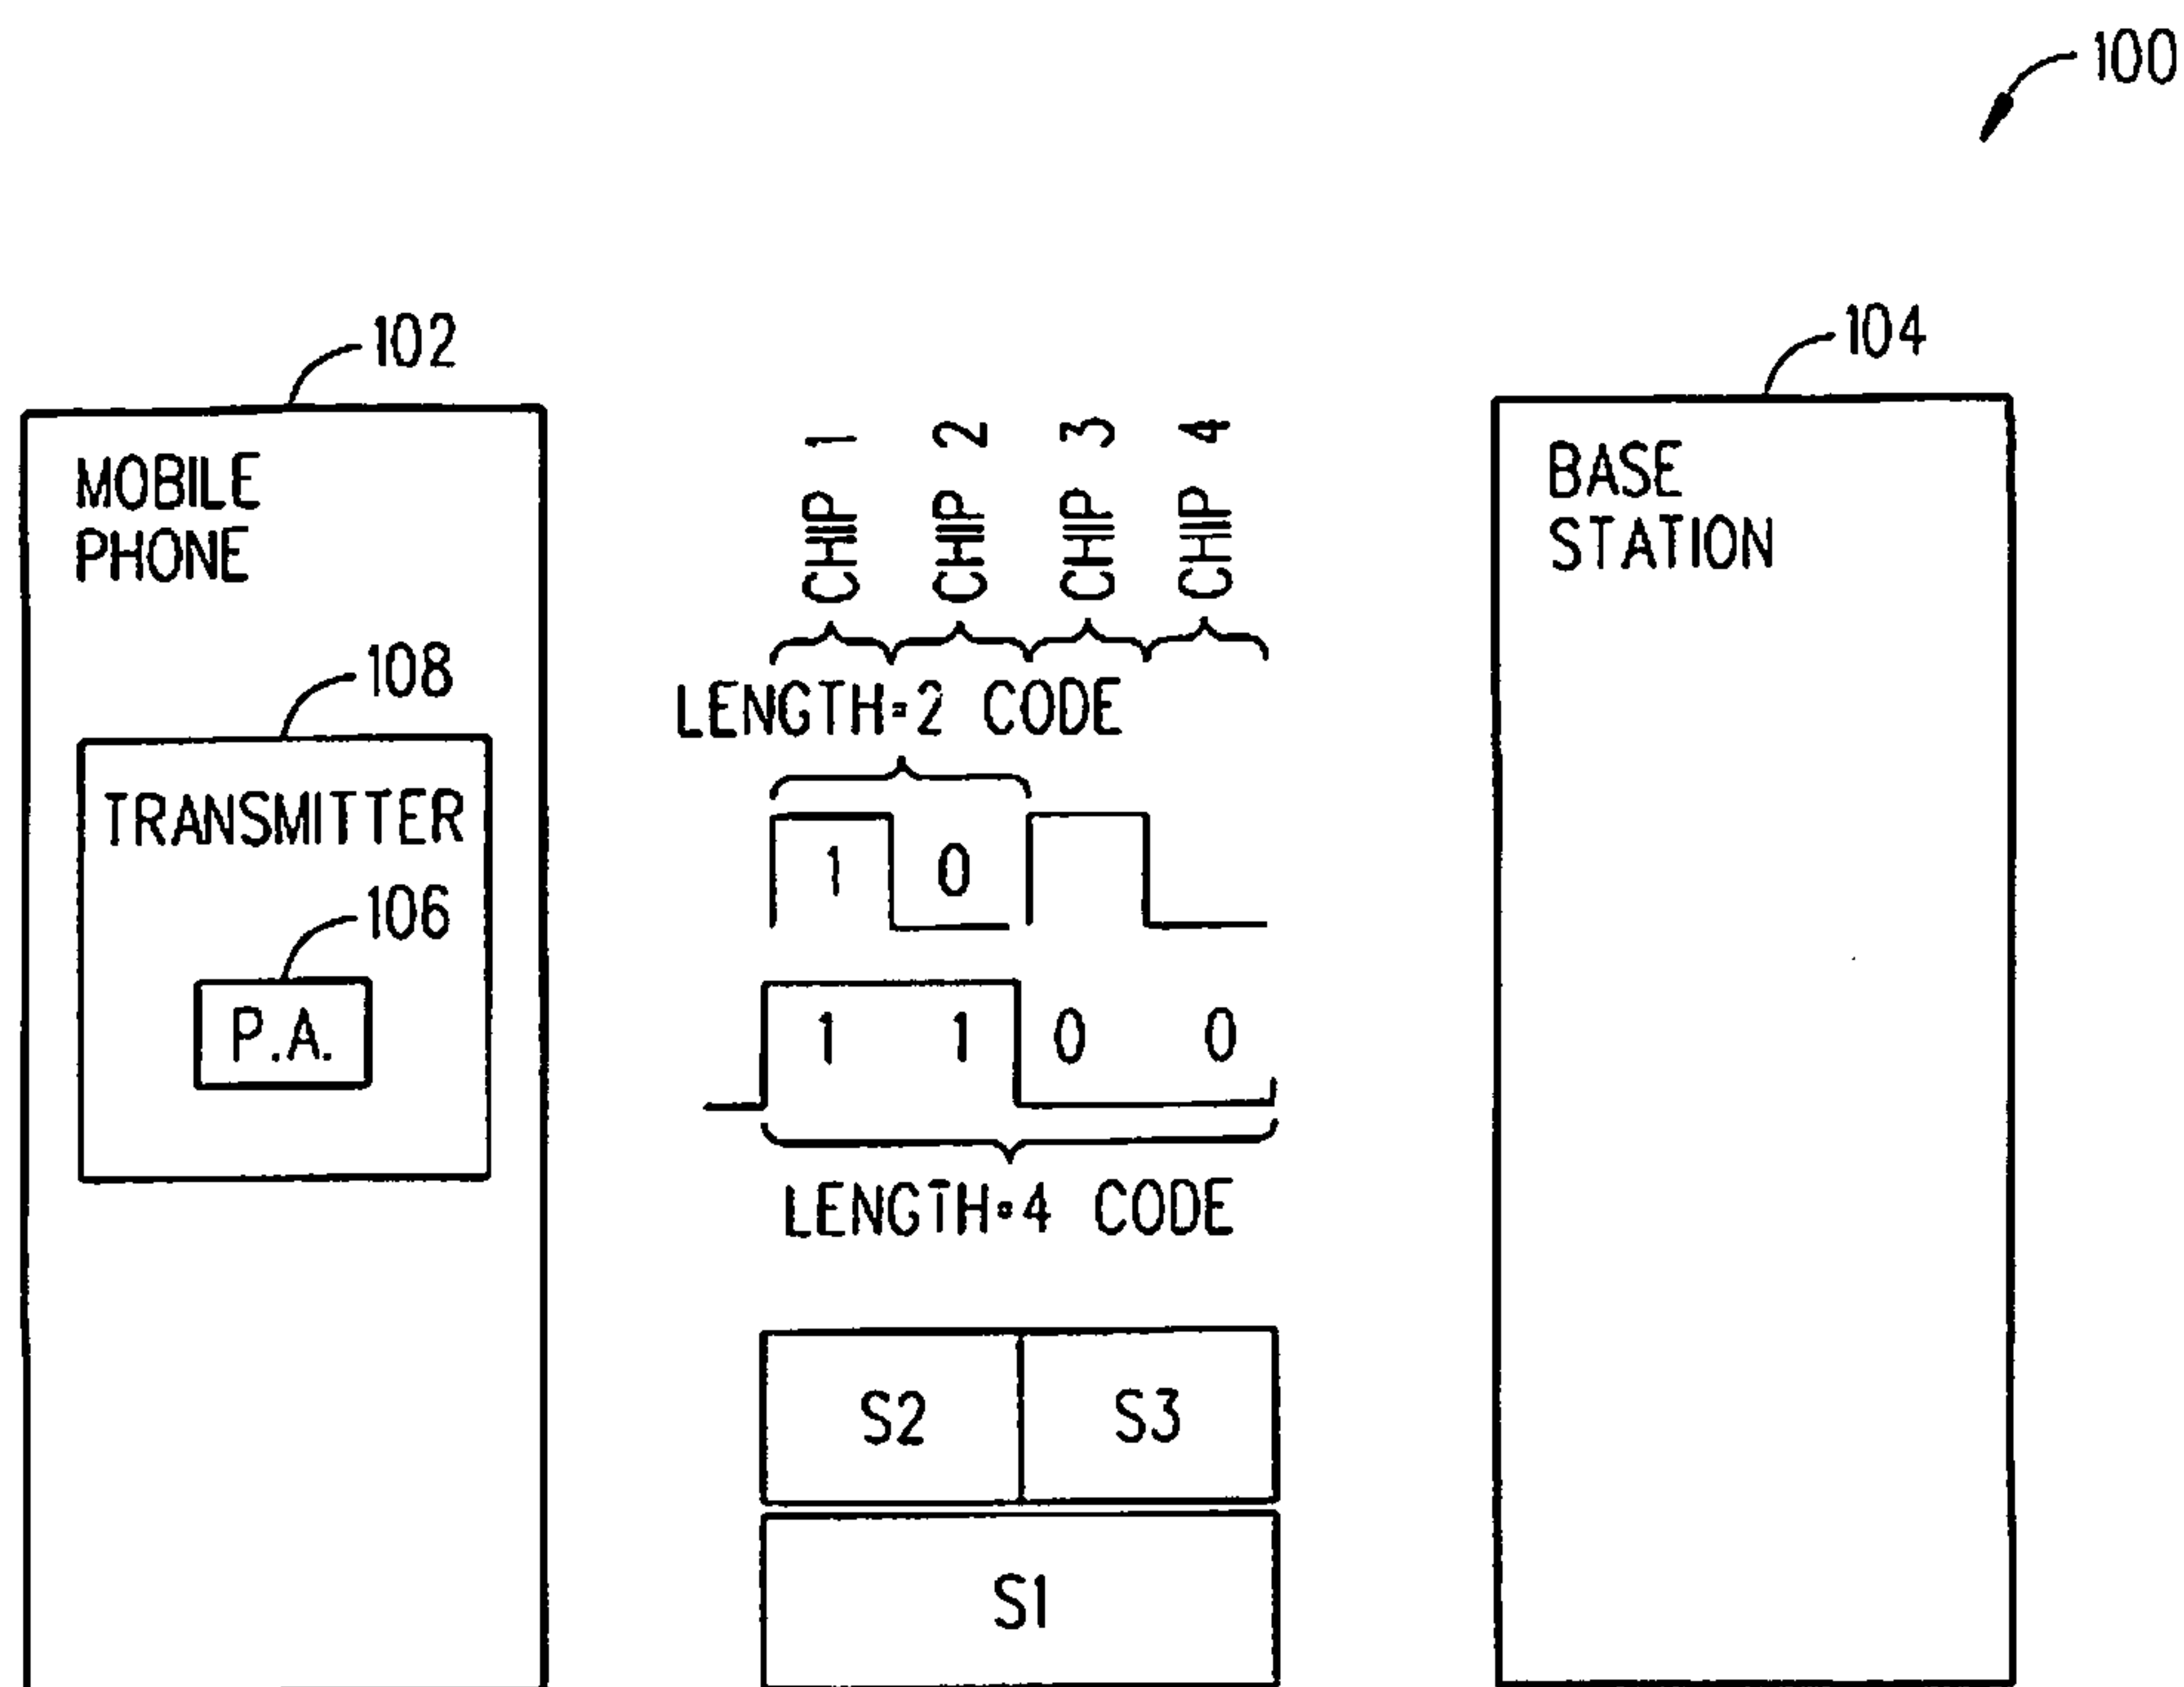 100
102
104
MOBILE
PHONE
CHIP 1
CHIP 2
CHIP 3
CHIP 4
BASE
STATION
108
LENGTH=2 CODE
TRANSMITTER
1 0
106
P.A.
1 1 0 0
LENGTH=4 CODE
S2 S3
S1